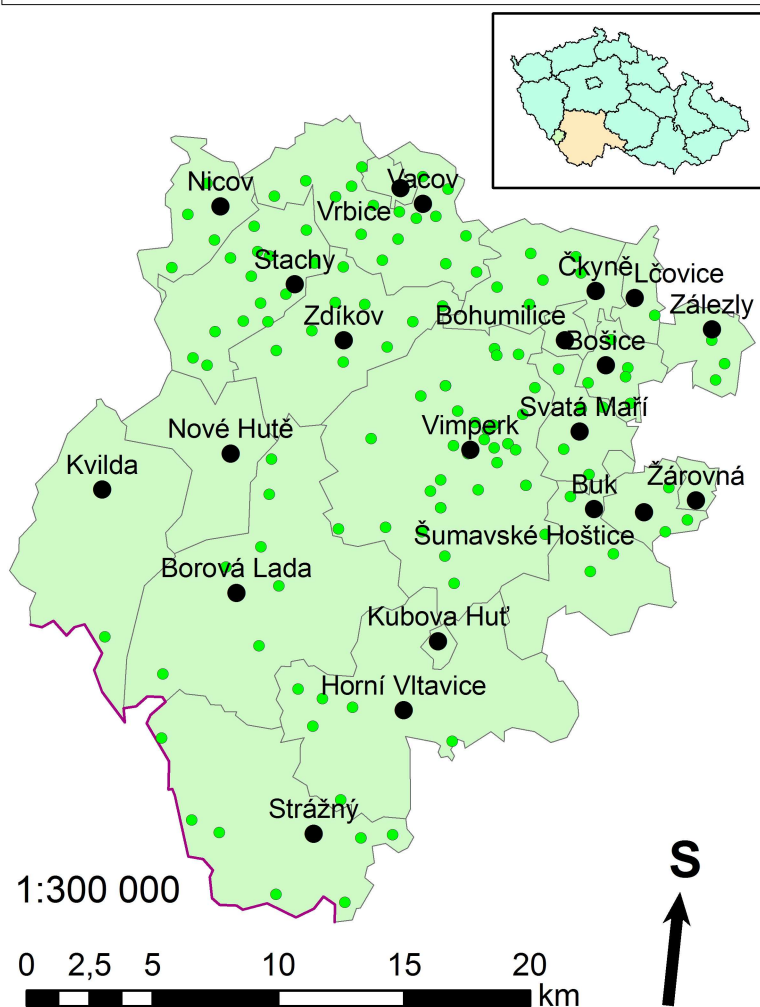 Nicov
Vacov
Vrbice
Stachy
Čkyně
Lčovice
Zdíkov
Bohumilice
Zálezly
Bošice
Svatá Maří
Nové Hutě
Vimperk
Kvilda
Buk
Žárovná
Šumavské Hoštice
Borová Lada
Kubova Huť
Horní Vltavice
Strážný
S
1:300 000
0 2,5 5 10 15 20
km